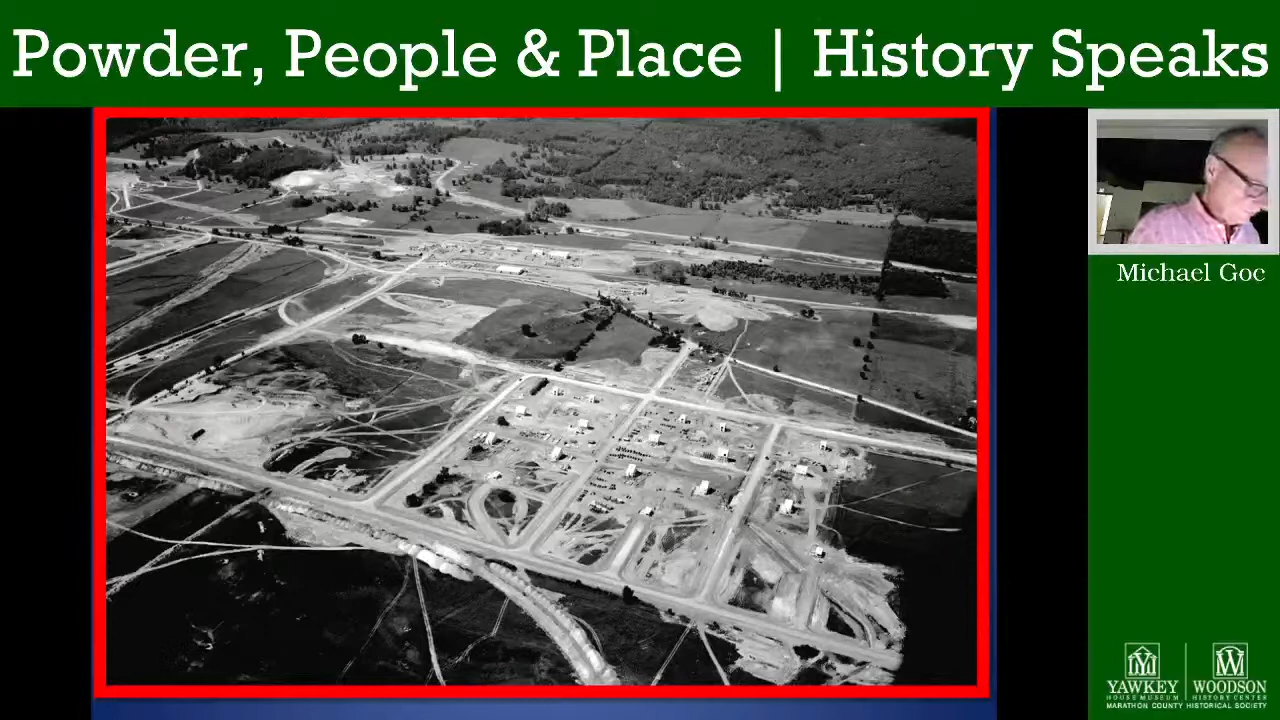 Powder, People & Place | History Speaks
Michael Goc
YAWKEY
HOUSE MUSEUM
WOODSON
HISTORY CENTER
MARATHON COUNTY HISTORICAL SOCIETY